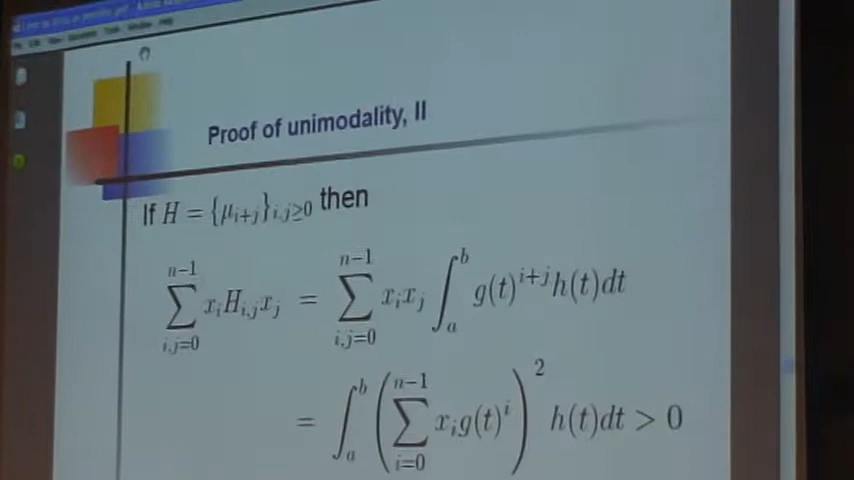 Proof of unimodality, II
If H = {μ_{i+j}}_{i,j≥0} then
\sum_{i,j=0}^{n-1} x_i H_{i,j} x_j = \sum_{i,j=0}^{n-1} x_i x_j \int_a^b g(t)^{i+j} h(t)dt
= \int_a^b \left( \sum_{i=0}^{n-1} x_i g(t)^i \right)^2 h(t)dt > 0